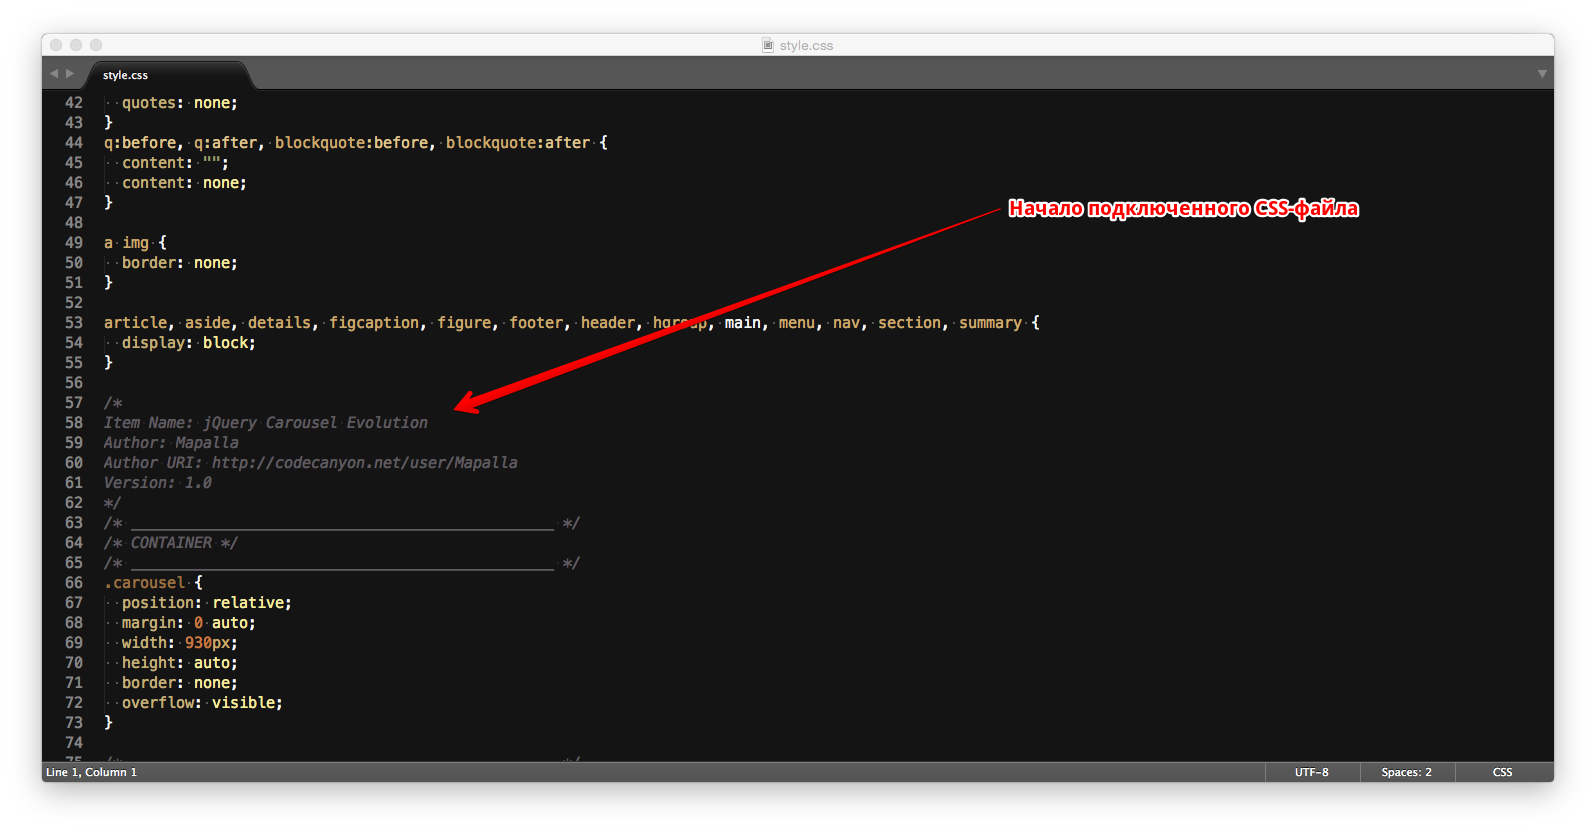 style.css
style.css
42 quotes: none;
43 }
44 q:before, q:after, blockquote:before, blockquote:after {
45 content: "";
46 content: none;
47 }
48
Начало подключенного CSS-файла
49 a img {
50 border: none;
51 }
52
53 article, aside, details, figcaption, figure, footer, header, hgroup, main, menu, nav, section, summary {
54 display: block;
55 }
56
57 /*
58 Item Name: jQuery Carousel Evolution
59 Author: Mapalla
60 Author URI: http://codecanyon.net/user/Mapalla
61 Version: 1.0
62 */
63 /* _______________________________________________ */
64 /* CONTAINER */
65 /* _______________________________________________ */
66 .carousel {
67 position: relative;
68 margin: 0 auto;
69 width: 930px;
70 height: auto;
71 border: none;
72 overflow: visible;
73 }
74
Line 1, Column 1
UTF-8
Spaces: 2
CSS